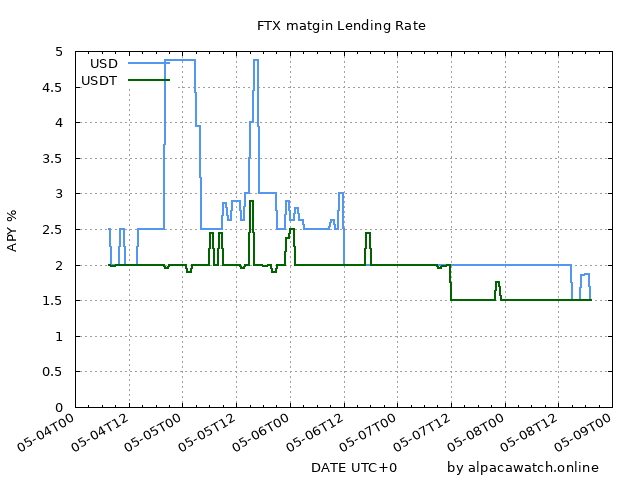 FTX matgin Lending Rate
5
4.5
4
3.5
3
2.5
2
1.5
1
0.5
0
APY %
USD
USDT
05-04T00
05-04T12
05-05T00
05-05T12
05-06T00
05-06T12
05-07T00
05-07T12
05-08T00
05-08T12
05-09T00
DATE UTC+0
by alpacawatch.online